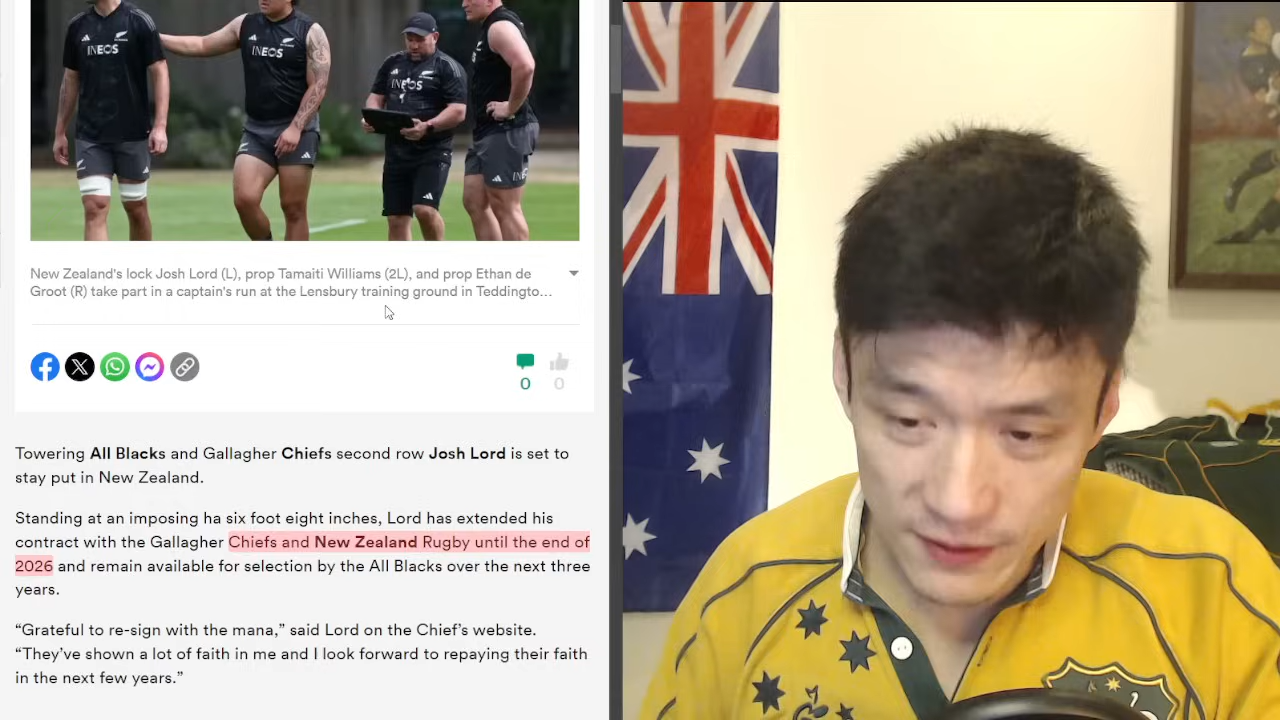 INEOS
INEOS
INEOS
INEOS
New Zealand's lock Josh Lord (L), prop Tamaiti Williams (2L), and prop Ethan de
Groot (R) take part in a captain's run at the Lensbury training ground in Teddingto...
0
0
Towering All Blacks and Gallagher Chiefs second row Josh Lord is set to
stay put in New Zealand.
Standing at an imposing ha six foot eight inches, Lord has extended his
contract with the Gallagher Chiefs and New Zealand Rugby until the end of
2026 and remain available for selection by the All Blacks over the next three
years.
“Grateful to re-sign with the mana,” said Lord on the Chief’s website.
“They’ve shown a lot of faith in me and I look forward to repaying their faith
in the next few years.”